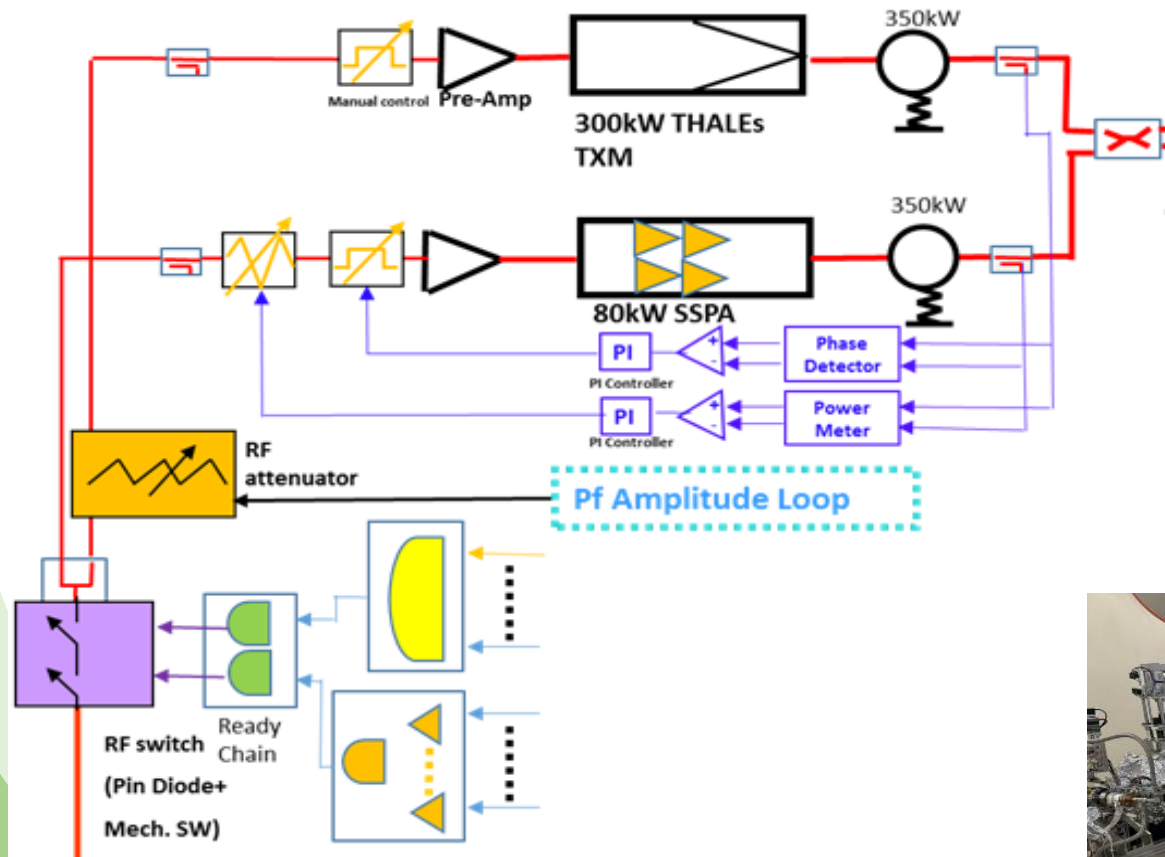 350kW
Manual control
Pre-Amp
300kW THALEs
TXM
350kW
80kW SSPA
+
-
PI
PI Controller
Phase
Detector
+
-
PI
PI Controller
Power
Meter
RF
attenuator
Pf Amplitude Loop
Ready
Chain
RF switch
(Pin Diode+
Mech. SW)